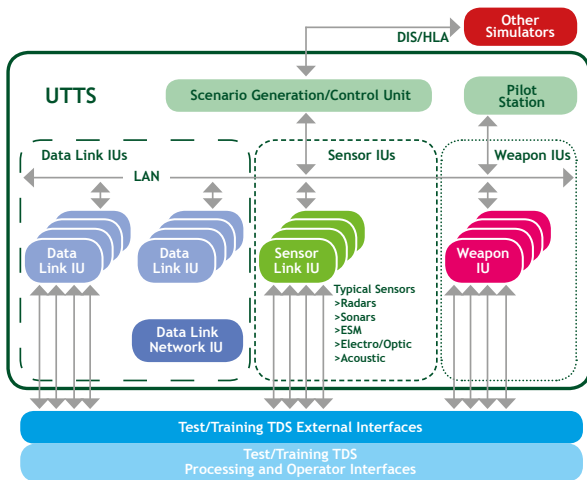 Other
Simulators
DIS/HLA
UTTS
Scenario Generation/Control Unit
Pilot
Station
Data Link IUs
Sensor IUs
Weapon IUs
LAN
Data
Link IU
Data
Link IU
Sensor
Link IU
Weapon
IU
Typical Sensors
>Radars
>Sonars
>ESM
>Electro/Optic
>Acoustic
Data Link
Network IU
Test/Training TDS External Interfaces
Test/Training TDS
Processing and Operator Interfaces